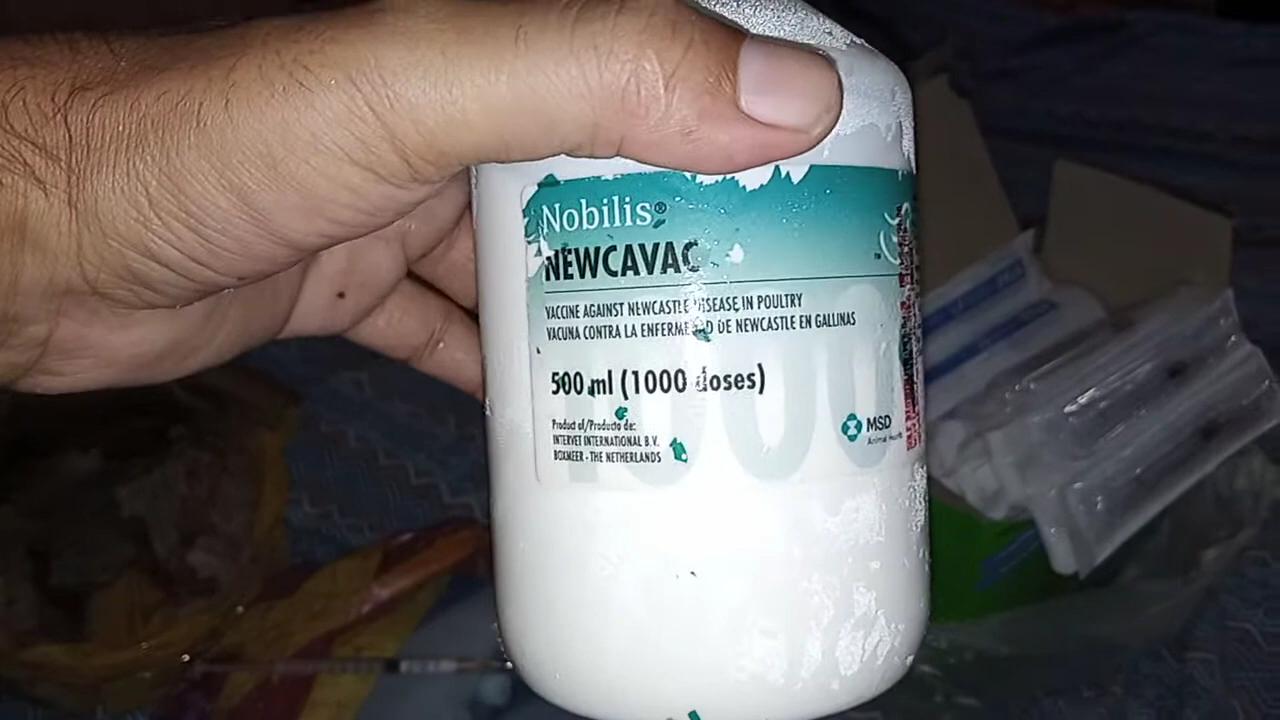 Nobilis®
NEWCAVAC
VACCINE AGAINST NEWCASTLE DISEASE IN POULTRY
VACUNA CONTRA LA ENFERMEDAD DE NEWCASTLE EN GALLINAS
500 ml (1000 doses)
1000
Product of/Producto de:
INTERVET INTERNATIONAL B.V.
BOXMEER - THE NETHERLANDS
MSD
Animal Health